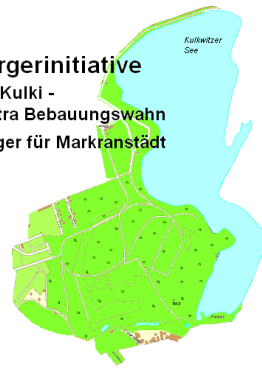 Kulkwitzer
See
rgerinitiative
Kulki -
tra Bebauungswahn
ger für Markranstädt